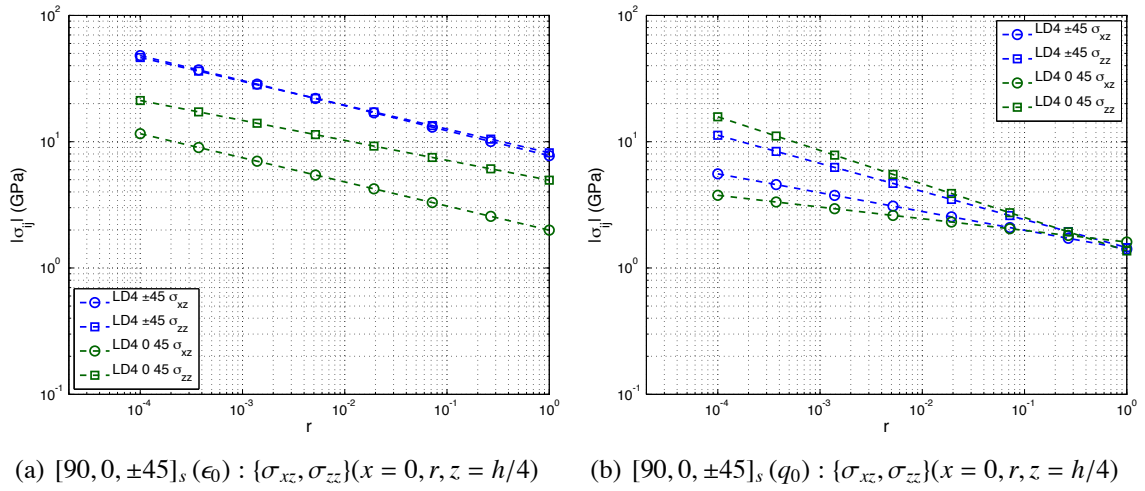 10^2
10^1
10^0
10^-1
|σ_ij| (GPa)
10^-4 10^-3 10^-2 10^-1 10^0
r
LD4 ±45 σ_xz
LD4 ±45 σ_zz
LD4 0 45 σ_xz
LD4 0 45 σ_zz
(a) [90, 0, ±45]_s (ϵ_0) : {σ_xz, σ_zz}(x = 0, r, z = h/4)
10^2
10^1
10^0
10^-1
|σ_ij| (GPa)
10^-4 10^-3 10^-2 10^-1 10^0
r
LD4 ±45 σ_xz
LD4 ±45 σ_zz
LD4 0 45 σ_xz
LD4 0 45 σ_zz
(b) [90, 0, ±45]_s (q_0) : {σ_xz, σ_zz}(x = 0, r, z = h/4)